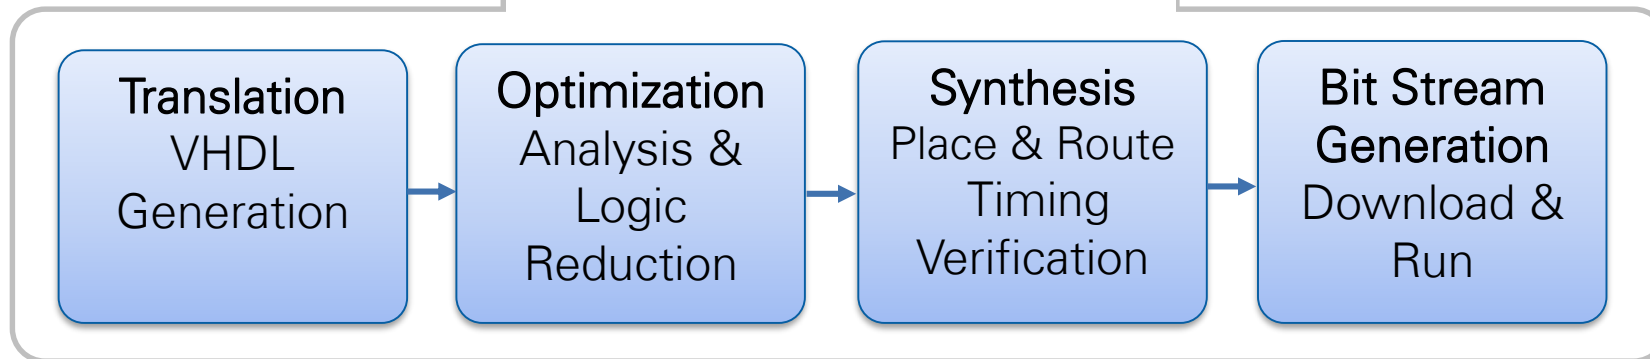 Translation
VHDL
Generation
Optimization
Analysis &
Logic
Reduction
Synthesis
Place & Route
Timing
Verification
Bit Stream
Generation
Download &
Run